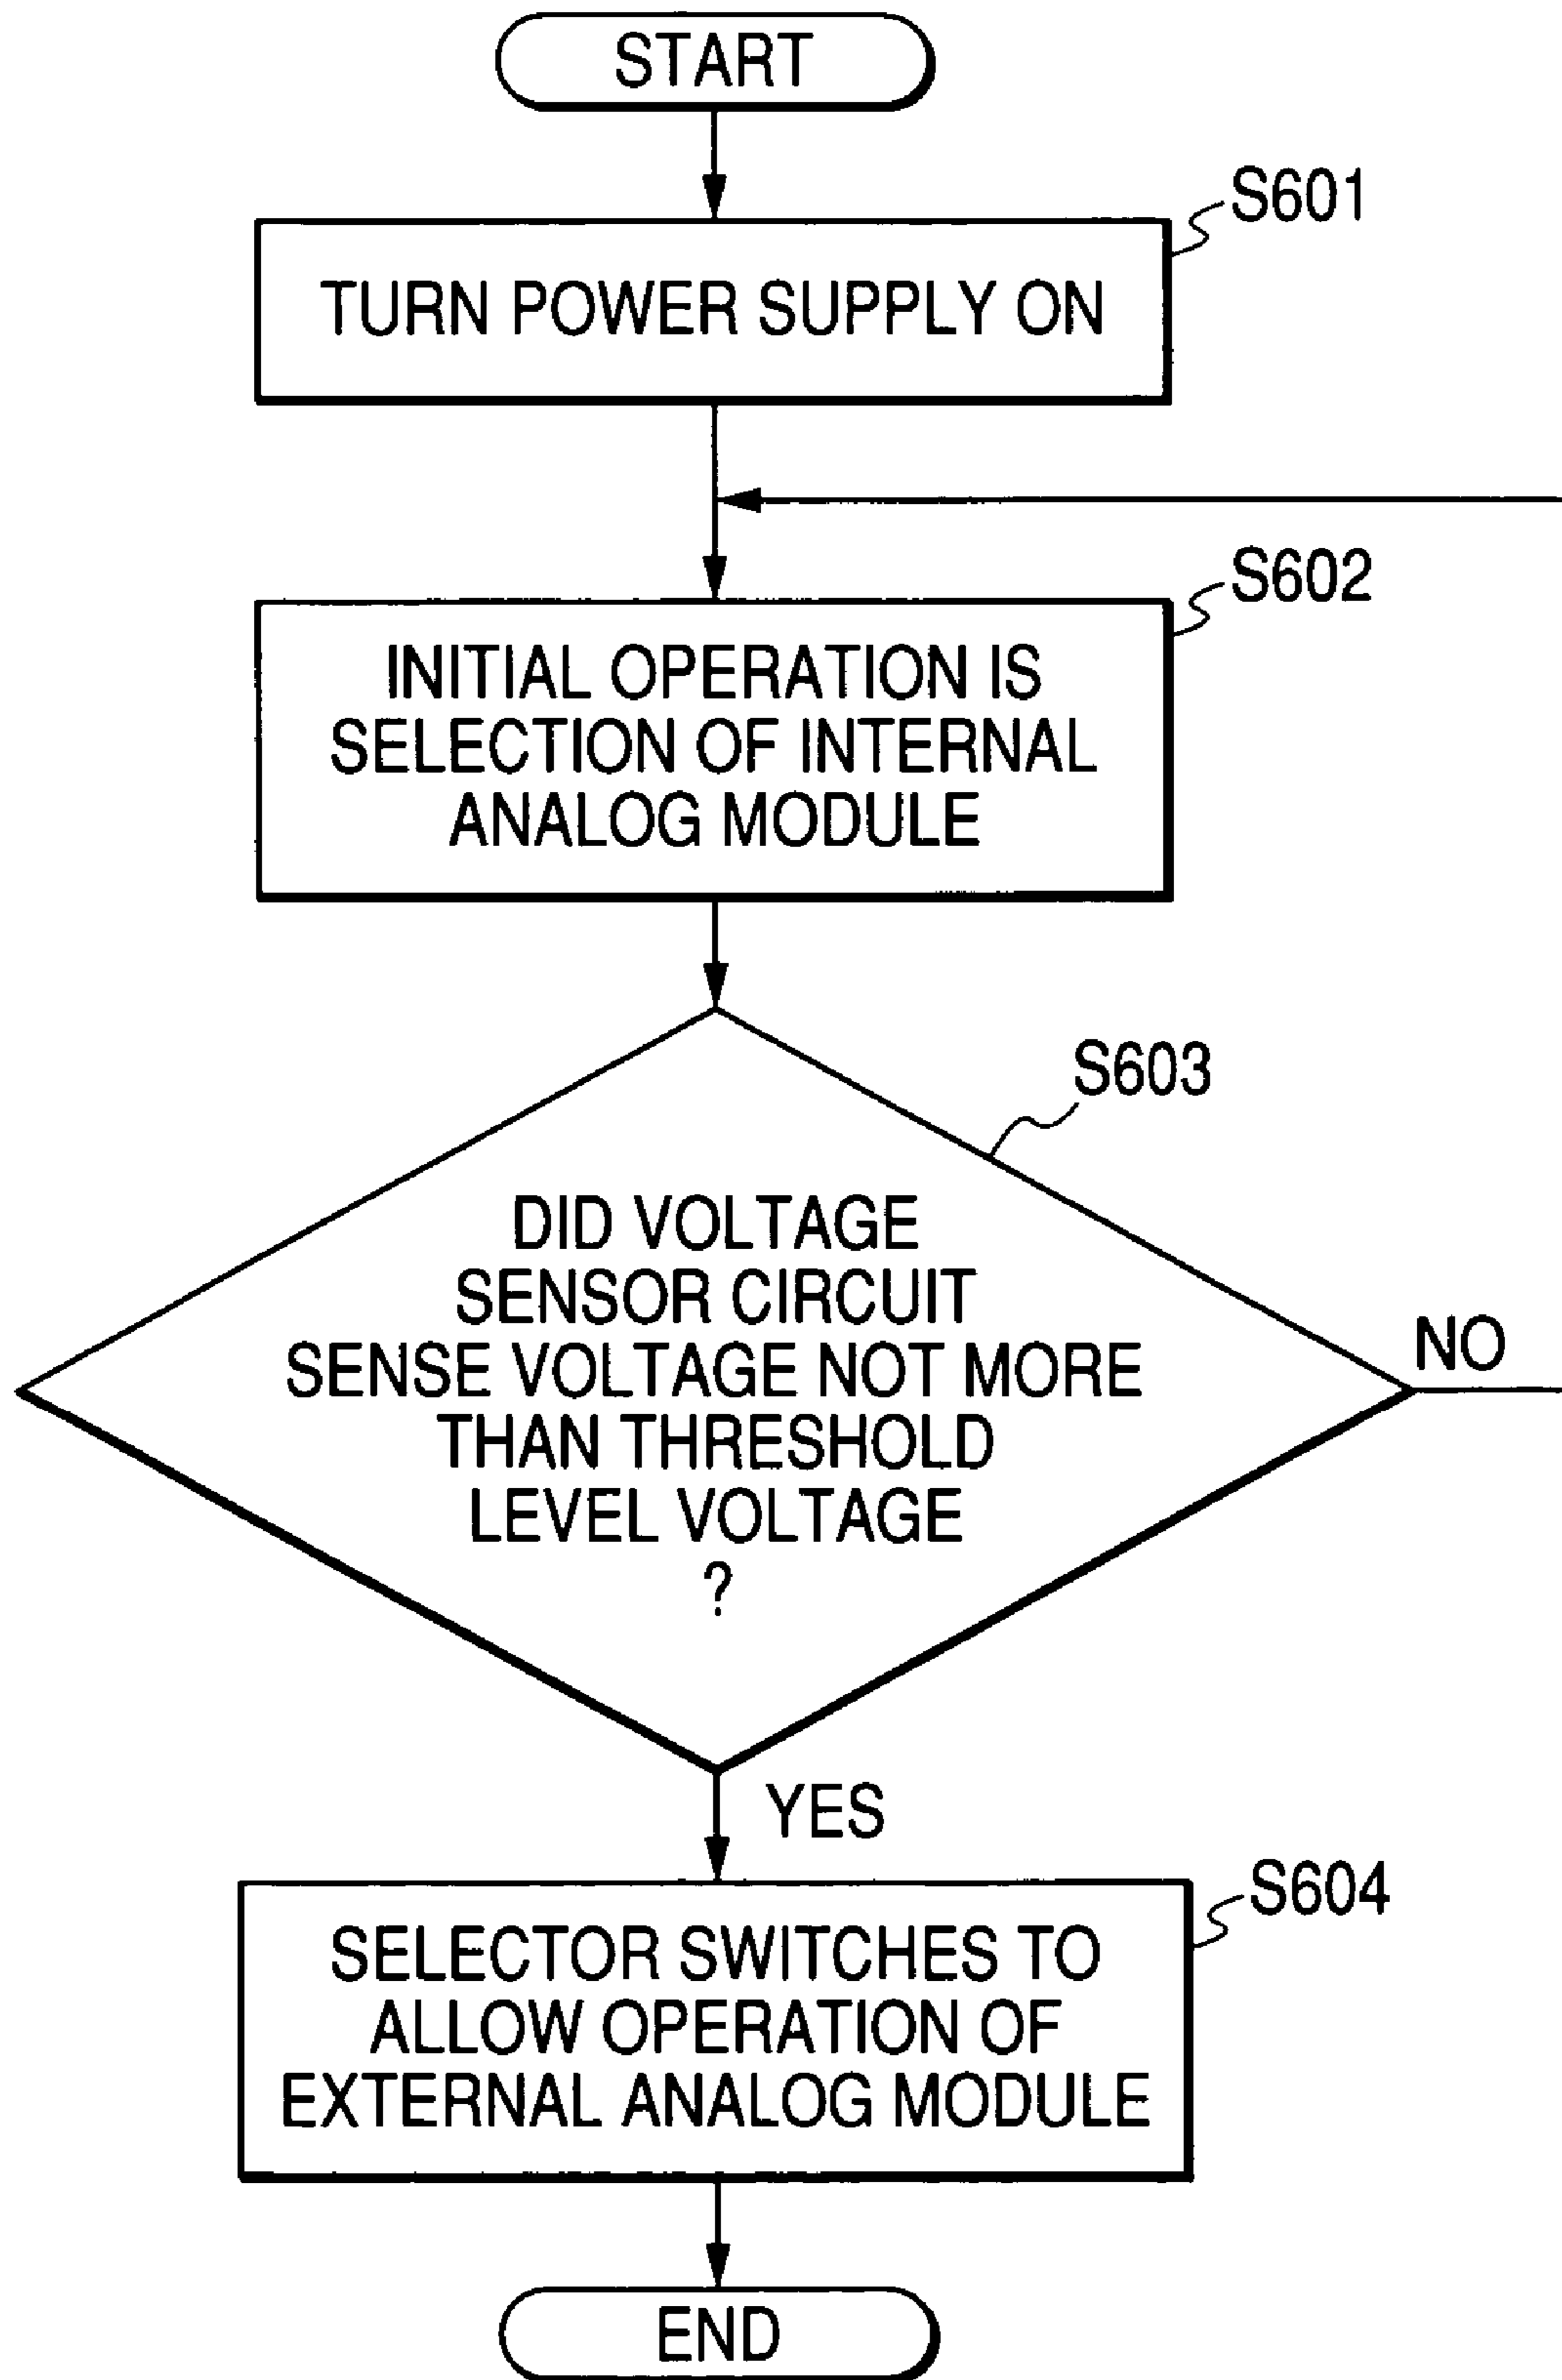 START
S601
TURN POWER SUPPLY ON
S602
INITIAL OPERATION IS
SELECTION OF INTERNAL
ANALOG MODULE
S603
DID VOLTAGE
SENSOR CIRCUIT
SENSE VOLTAGE NOT MORE
THAN THRESHOLD
LEVEL VOLTAGE
?
NO
YES
S604
SELECTOR SWITCHES TO
ALLOW OPERATION OF
EXTERNAL ANALOG MODULE
END